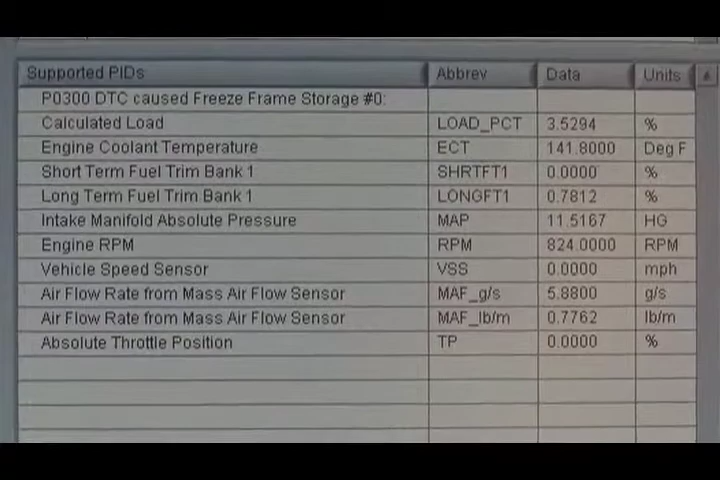 Supported PIDs Abbrev Data Units
P0300 DTC caused Freeze Frame Storage #0:
Calculated Load LOAD_PCT 3.5294 %
Engine Coolant Temperature ECT 141.8000 Deg F
Short Term Fuel Trim Bank 1 SHRTFT1 0.0000 %
Long Term Fuel Trim Bank 1 LONGFT1 0.7812 %
Intake Manifold Absolute Pressure MAP 11.5167 HG
Engine RPM RPM 824.0000 RPM
Vehicle Speed Sensor VSS 0.0000 mph
Air Flow Rate from Mass Air Flow Sensor MAF_g/s 5.8800 g/s
Air Flow Rate from Mass Air Flow Sensor MAF_lb/m 0.7762 lb/m
Absolute Throttle Position TP 0.0000 %